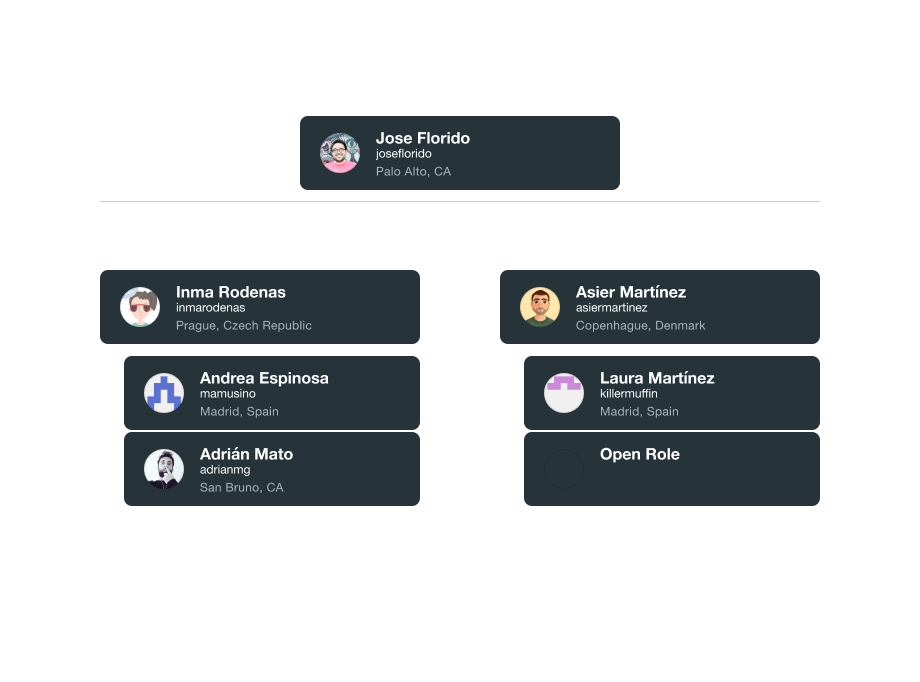 Jose Florido
joseflorido
Palo Alto, CA
Inma Rodenas
inmarodenas
Prague, Czech Republic
Andrea Espinosa
mamusino
Madrid, Spain
Adrián Mato
adrianmg
San Bruno, CA
Asier Martínez
asiermartinez
Copenhague, Denmark
Laura Martínez
killermuffin
Madrid, Spain
Open Role